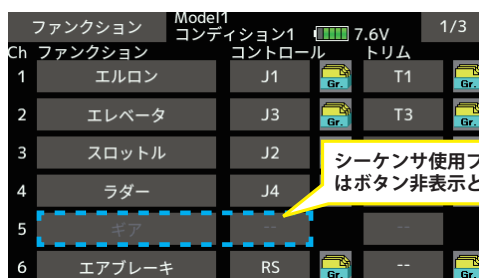 ファンクション Model1 コンディション1 7.6V 1/3
Ch ファンクション コントロール トリム
1 エルロン J1 Gr. T1 Gr.
2 エレベータ J3 Gr. T3 Gr.
3 スロットル J2
シーケンサ使用フ
はボタン非表示と
4 ラダー J4
5 ギア -- --
6 エアブレーキ RS Gr. -- Gr.